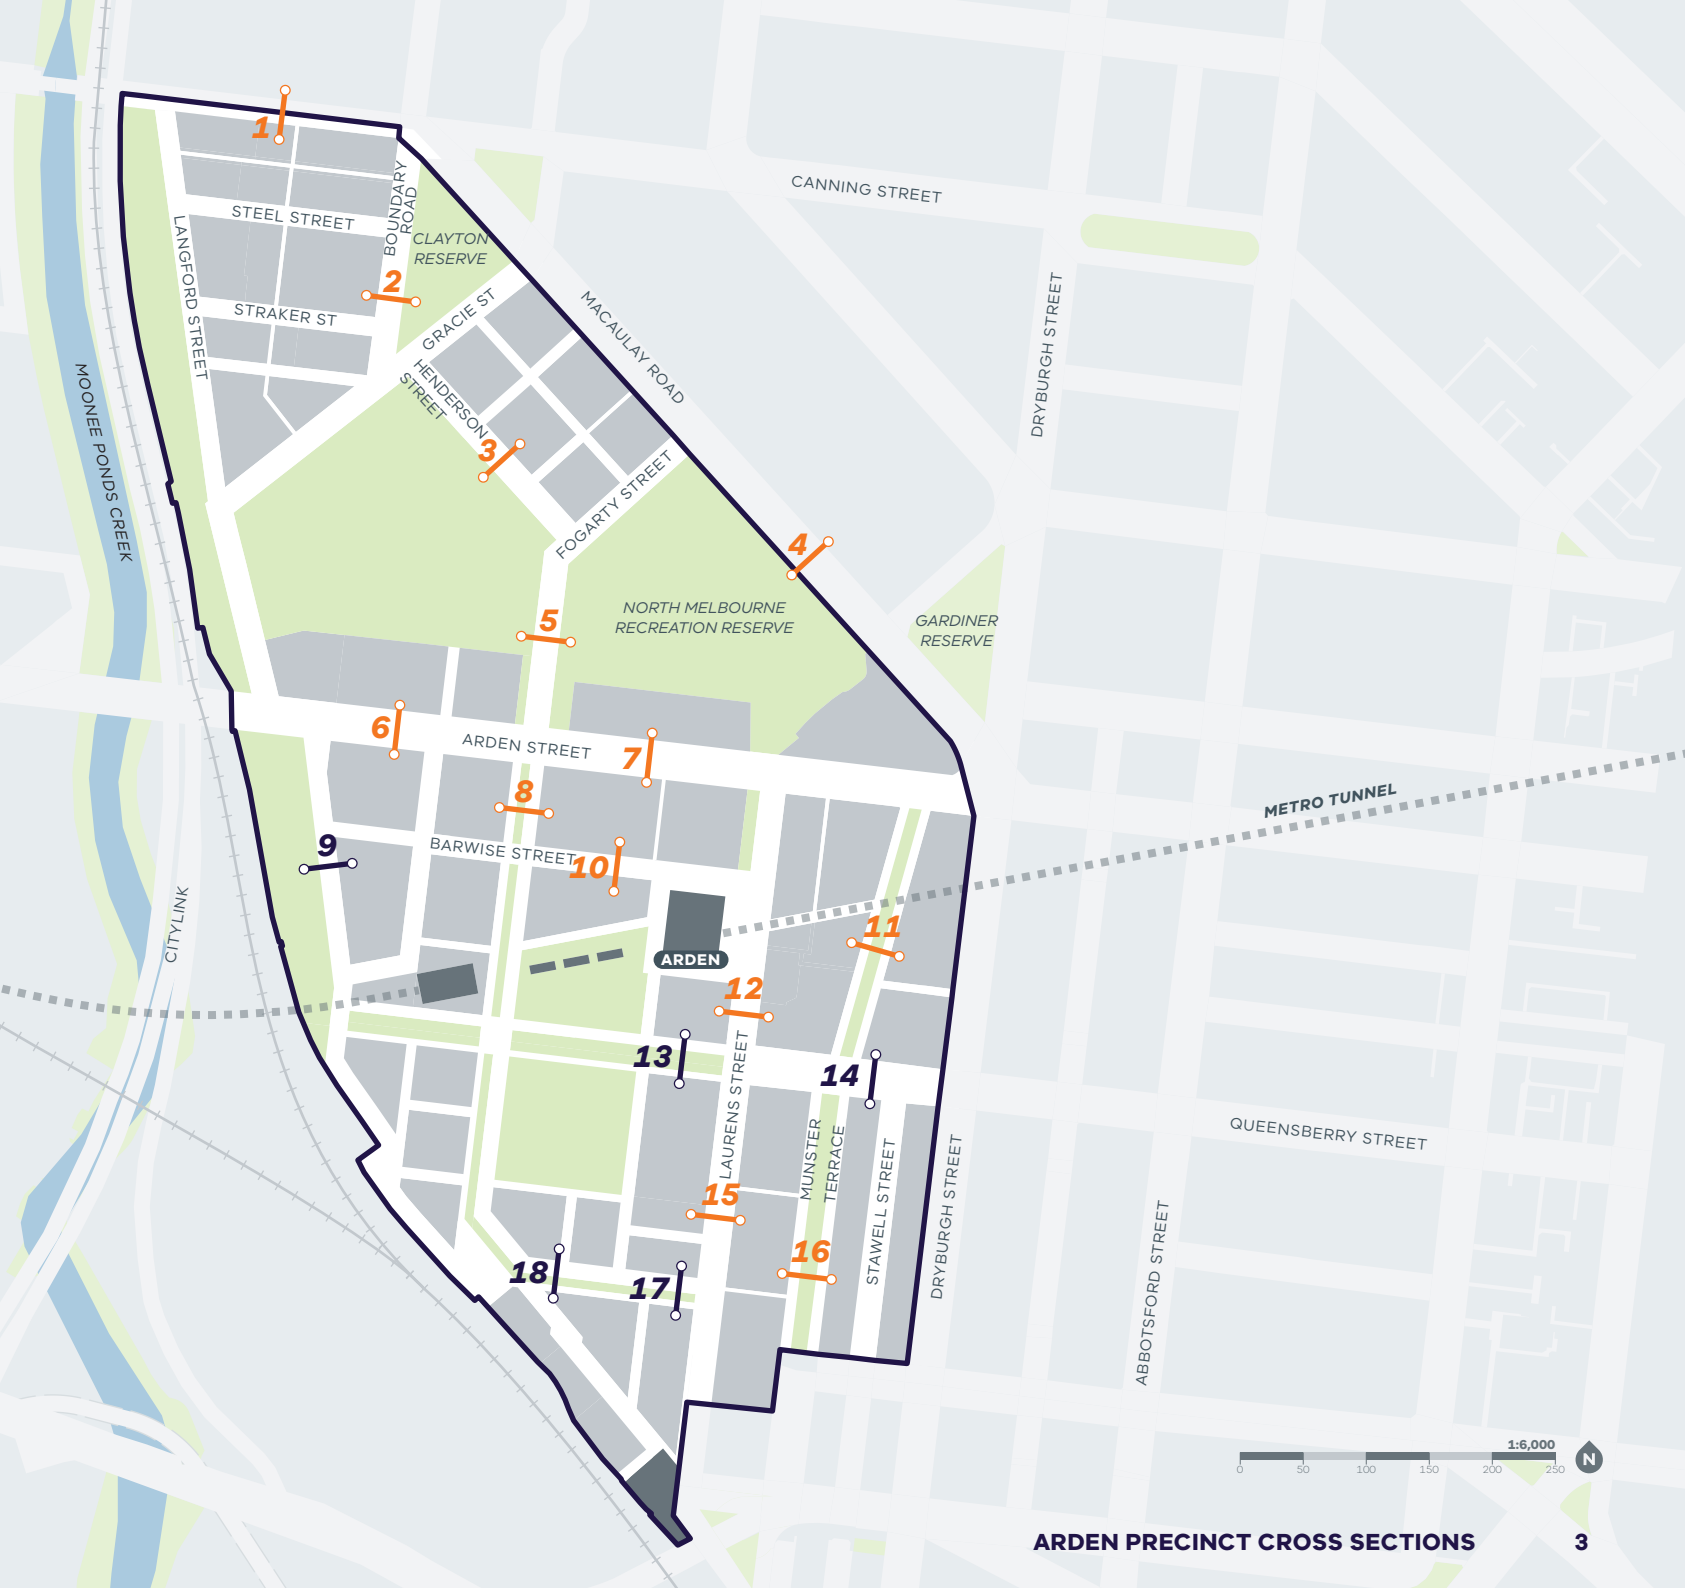 1
CANNING STREET
BOUNDARY
ROAD
STEEL STREET
LANGFORD STREET
CLAYTON
RESERVE
2
STRAKER ST
GRACIE ST
MACAULAY ROAD
DRYBURGH STREET
HENDERSON
STREET
MOONEE PONDS CREEK
3
FOGARTY STREET
4
5
NORTH MELBOURNE
RECREATION RESERVE
GARDINER
RESERVE
6
ARDEN STREET
7
8
METRO TUNNEL
9
BARWISE STREET
10
CITYLINK
11
ARDEN
12
13
14
LAURENS STREET
MUNSTER
TERRACE
STAWELL STREET
DRYBURGH STREET
QUEENSBERRY STREET
ABBOTSFORD STREET
15
16
18
17
1:6,000
0 50 100 150 200 250
N
ARDEN PRECINCT CROSS SECTIONS 3